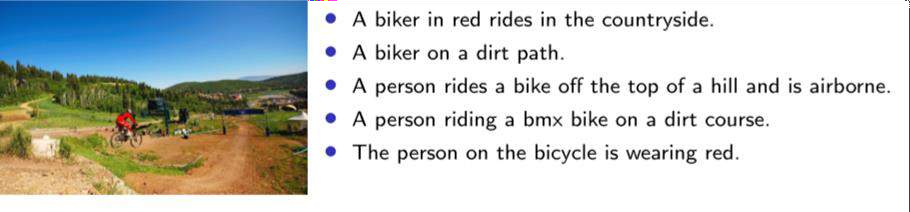 A biker in red rides in the countryside.
A biker on a dirt path.
A person rides a bike off the top of a hill and is airborne.
A person riding a bmx bike on a dirt course.
The person on the bicycle is wearing red.